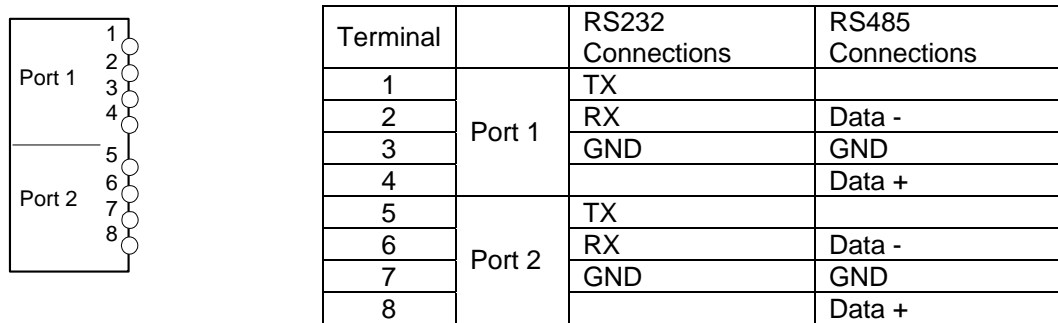 1
2
Port 1
3
4
5
6
Port 2
7
8
Terminal RS232 Connections RS485 Connections
1 Port 1 TX
2 RX Data -
3 GND GND
4 Data +
5 Port 2 TX
6 RX Data -
7 GND GND
8 Data +